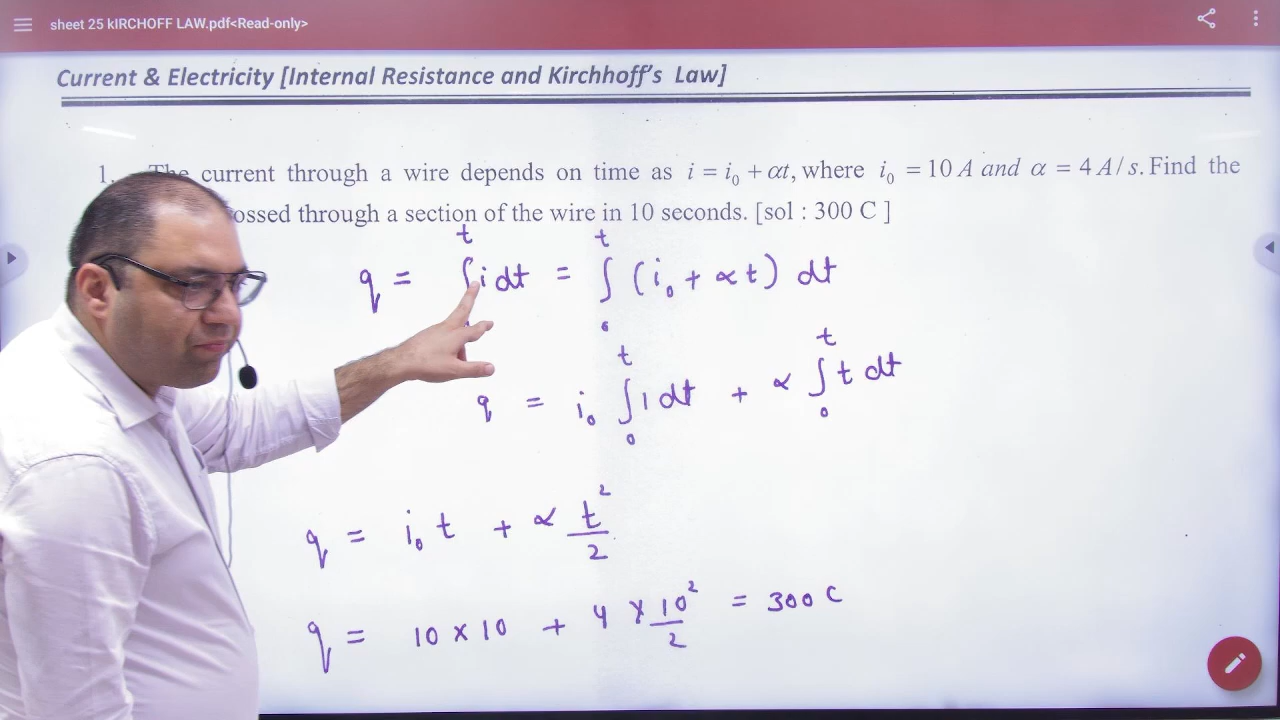 sheet 25 kIRCHOFF LAW.pdf<Read-only>
Current & Electricity [Internal Resistance and Kirchhoff's Law]
1. The current through a wire depends on time as i = i₀ + αt, where i₀ = 10 A and α = 4 A/s. Find the
ossed through a section of the wire in 10 seconds. [sol : 300 C ]
q = ∫ᵗ i dt = ∫₀ᵗ (i₀ + αt) dt
q = i₀ ∫₀ᵗ 1 dt + α ∫₀ᵗ t dt
q = i₀ t + α t²/2
q = 10 × 10 + 4 × 10²/2 = 300 C